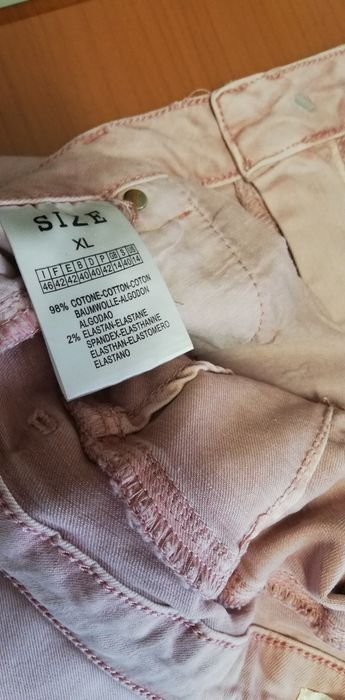 SIZE
XL
I F E B D P GB S US
46 42 42 40 40 42 14 40 14
98% COTONE-COTTON-COTON
BAUMWOLLE-ALGODON
ALGODAO
2% ELASTAN-ELASTANE
SPANDEX-ELASTHANNE
ELASTHAN-ELASTOMERO
ELASTANO